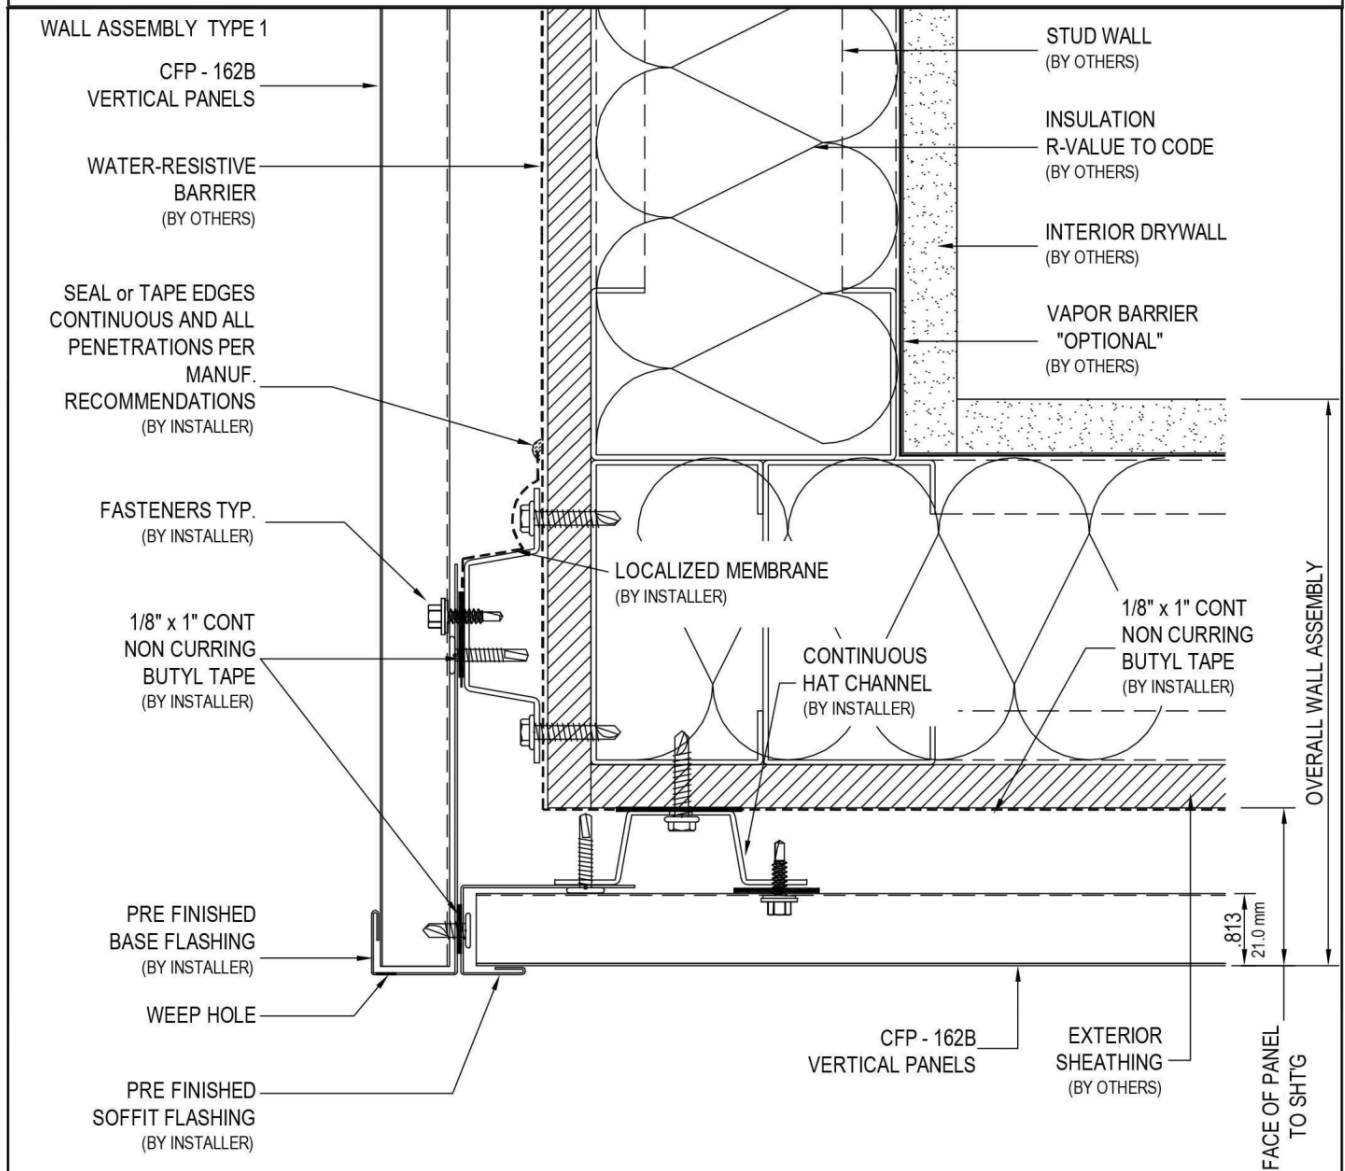 WALL ASSEMBLY TYPE 1
CFP - 162B
VERTICAL PANELS
WATER-RESISTIVE
BARRIER
(BY OTHERS)
SEAL or TAPE EDGES
CONTINUOUS AND ALL
PENETRATIONS PER
MANUF.
RECOMMENDATIONS
(BY INSTALLER)
FASTENERS TYP.
(BY INSTALLER)
1/8" x 1" CONT
NON CURRING
BUTYL TAPE
(BY INSTALLER)
PRE FINISHED
BASE FLASHING
(BY INSTALLER)
WEEP HOLE
PRE FINISHED
SOFFIT FLASHING
(BY INSTALLER)
STUD WALL
(BY OTHERS)
INSULATION
R-VALUE TO CODE
(BY OTHERS)
INTERIOR DRYWALL
(BY OTHERS)
VAPOR BARRIER
"OPTIONAL"
(BY OTHERS)
LOCALIZED MEMBRANE
(BY INSTALLER)
CONTINUOUS
HAT CHANNEL
(BY INSTALLER)
1/8" x 1" CONT
NON CURRING
BUTYL TAPE
(BY INSTALLER)
OVERALL WALL ASSEMBLY
.813
21.0 mm
CFP - 162B
VERTICAL PANELS
EXTERIOR
SHEATHING
(BY OTHERS)
FACE OF PANEL
TO SHT'G